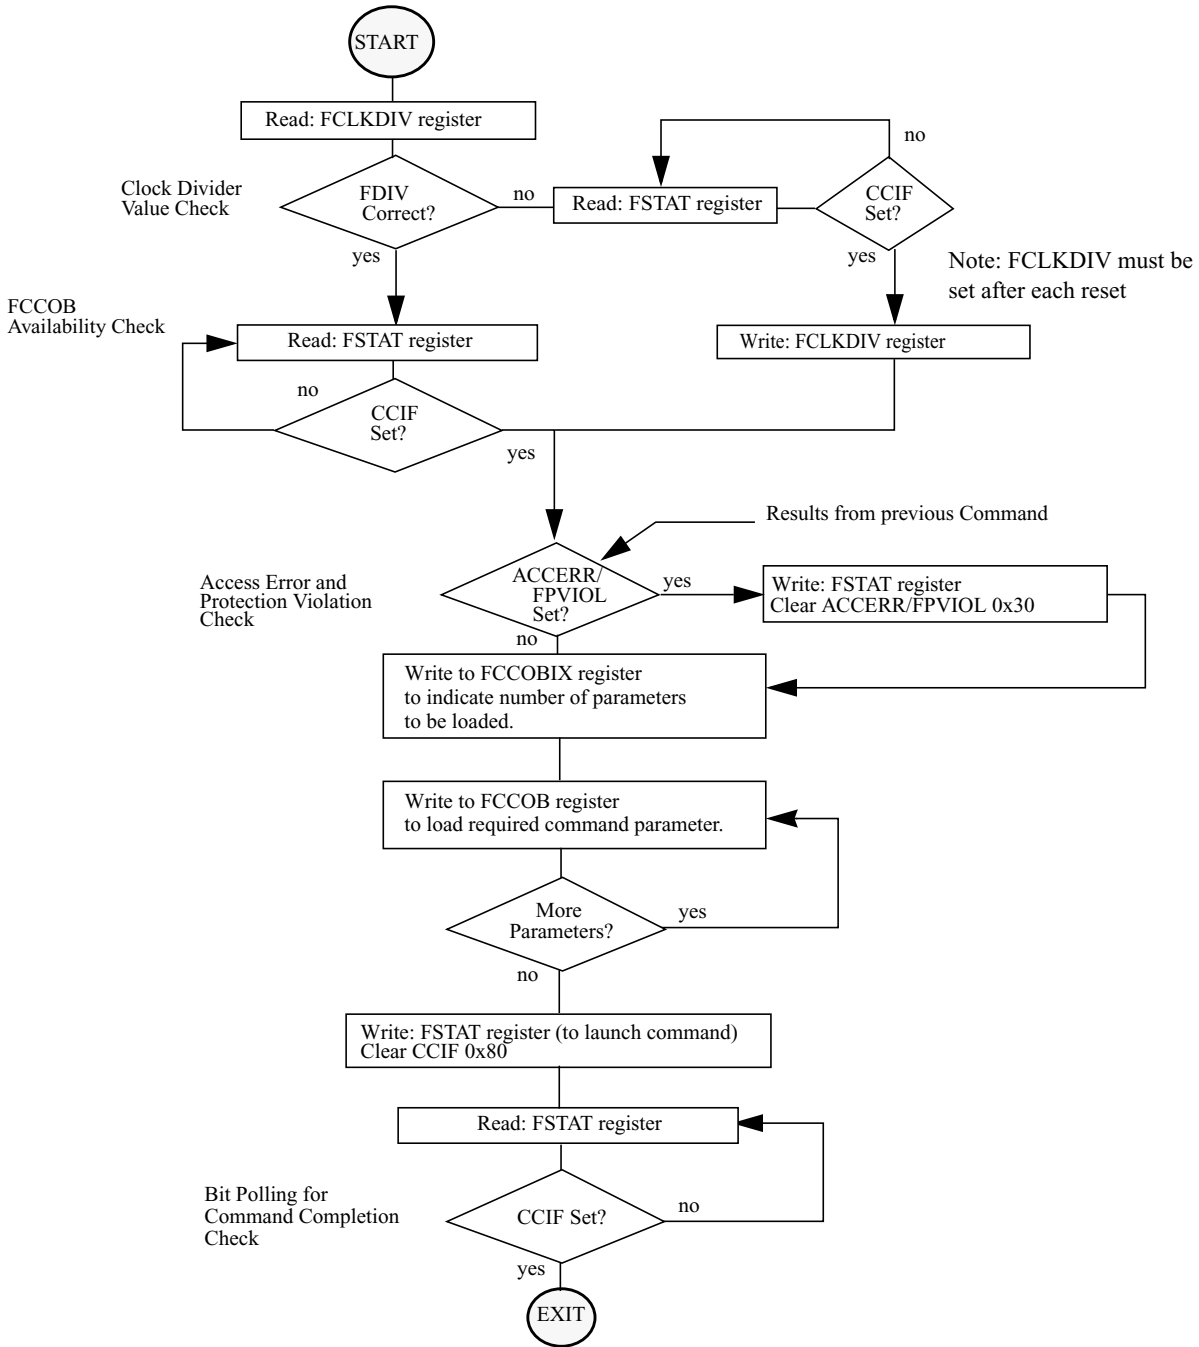 START
Read: FCLKDIV register
Clock Divider
Value Check
FDIV
Correct?
no
Read: FSTAT register
CCIF
Set?
no
yes
yes
Note: FCLKDIV must be
set after each reset
FCCOB
Availability Check
Read: FSTAT register
Write: FCLKDIV register
no
CCIF
Set?
yes
Results from previous Command
Access Error and
Protection Violation
Check
ACCERR/
FPVIOL
Set?
yes
no
Write: FSTAT register
Clear ACCERR/FPVIOL 0x30
Write to FCCOBIX register
to indicate number of parameters
to be loaded.
Write to FCCOB register
to load required command parameter.
More
Parameters?
yes
no
Write: FSTAT register (to launch command)
Clear CCIF 0x80
Read: FSTAT register
Bit Polling for
Command Completion
Check
CCIF Set?
no
yes
EXIT